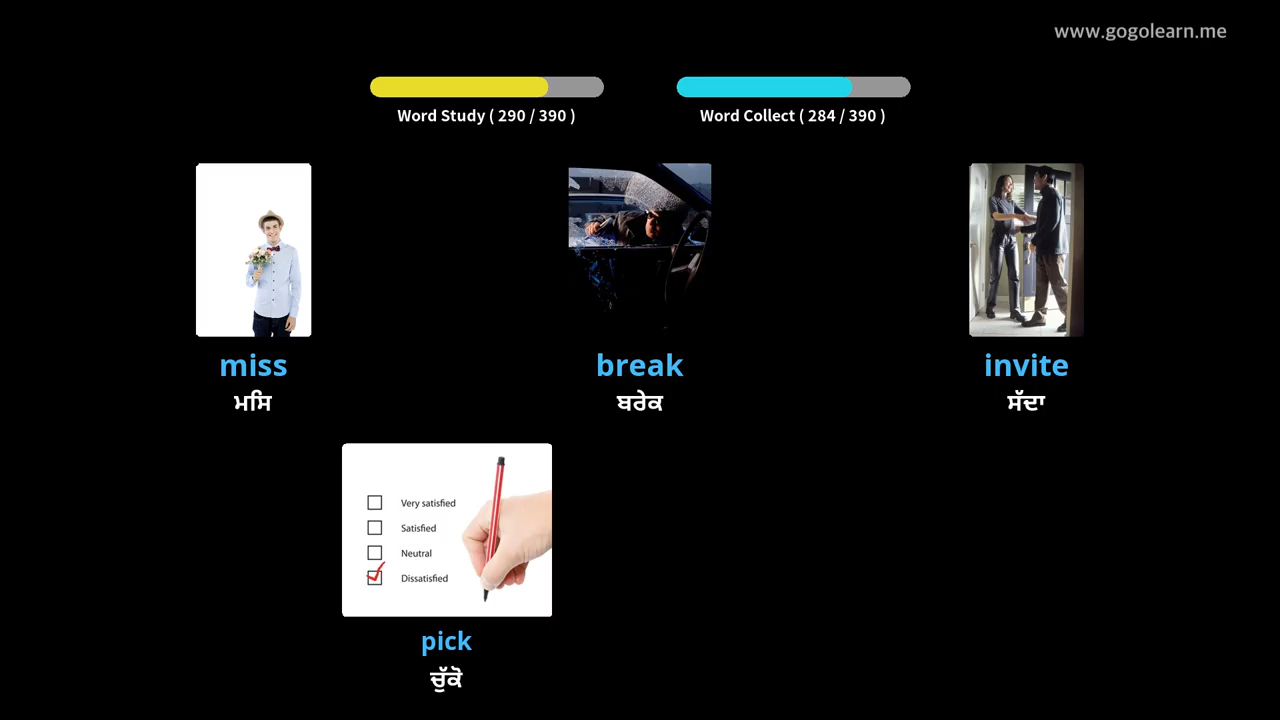 www.gogolearn.me
Word Study ( 290 / 390 )
Word Collect ( 284 / 390 )
miss
break
invite
ਮਸਿ
ਬਰੇਕ
ਸੱਦਾ
Very satisfied
Satisfied
Neutral
Dissatisfied
pick
ਚੁੱਕੋ